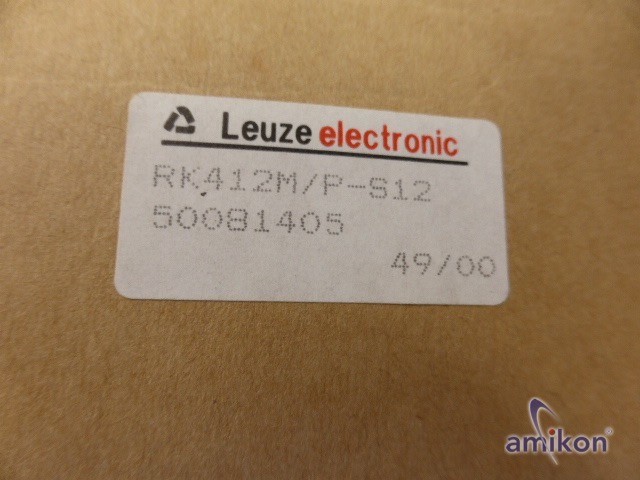 Leuze electronic
RK412M/P-S12
50081405
49/00
amikon®